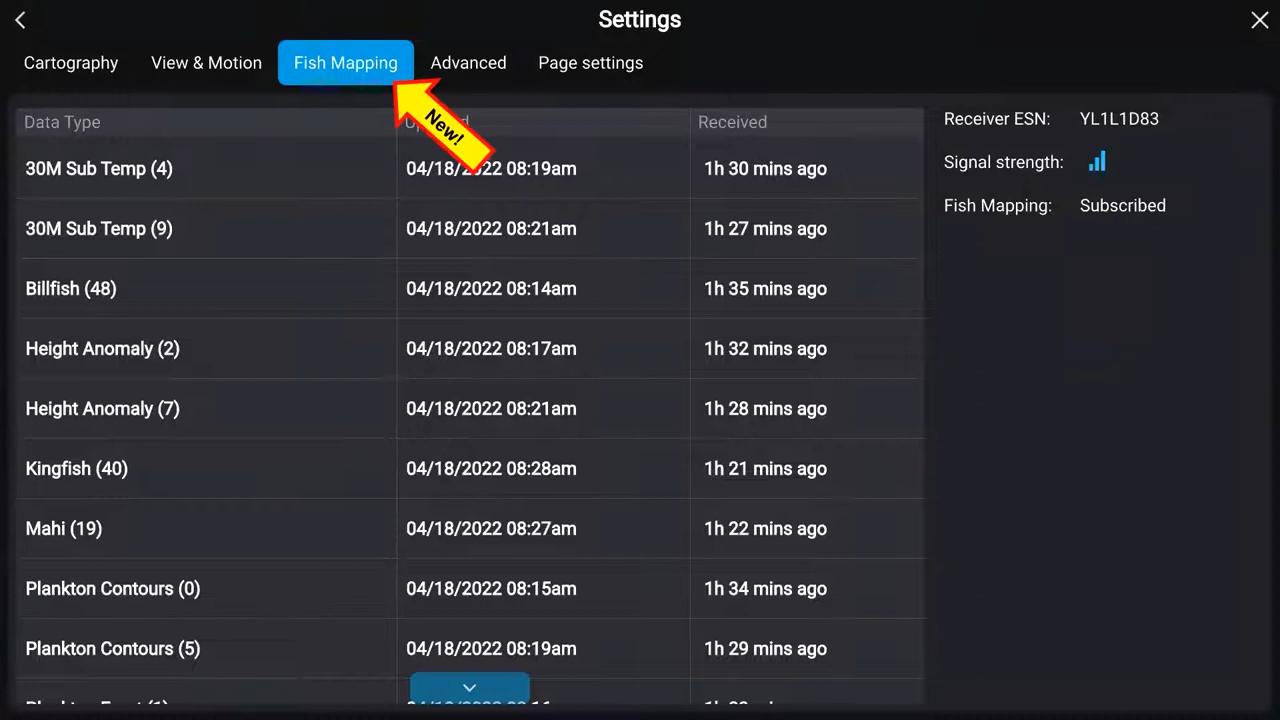 Settings
Cartography View & Motion Fish Mapping Advanced Page settings
New!
Data Type Received
30M Sub Temp (4) 04/18/2022 08:19am 1h 30 mins ago
30M Sub Temp (9) 04/18/2022 08:21am 1h 27 mins ago
Billfish (48) 04/18/2022 08:14am 1h 35 mins ago
Height Anomaly (2) 04/18/2022 08:17am 1h 32 mins ago
Height Anomaly (7) 04/18/2022 08:21am 1h 28 mins ago
Kingfish (40) 04/18/2022 08:28am 1h 21 mins ago
Mahi (19) 04/18/2022 08:27am 1h 22 mins ago
Plankton Contours (0) 04/18/2022 08:15am 1h 34 mins ago
Plankton Contours (5) 04/18/2022 08:19am 1h 29 mins ago
Receiver ESN: YL1L1D83
Signal strength:
Fish Mapping: Subscribed